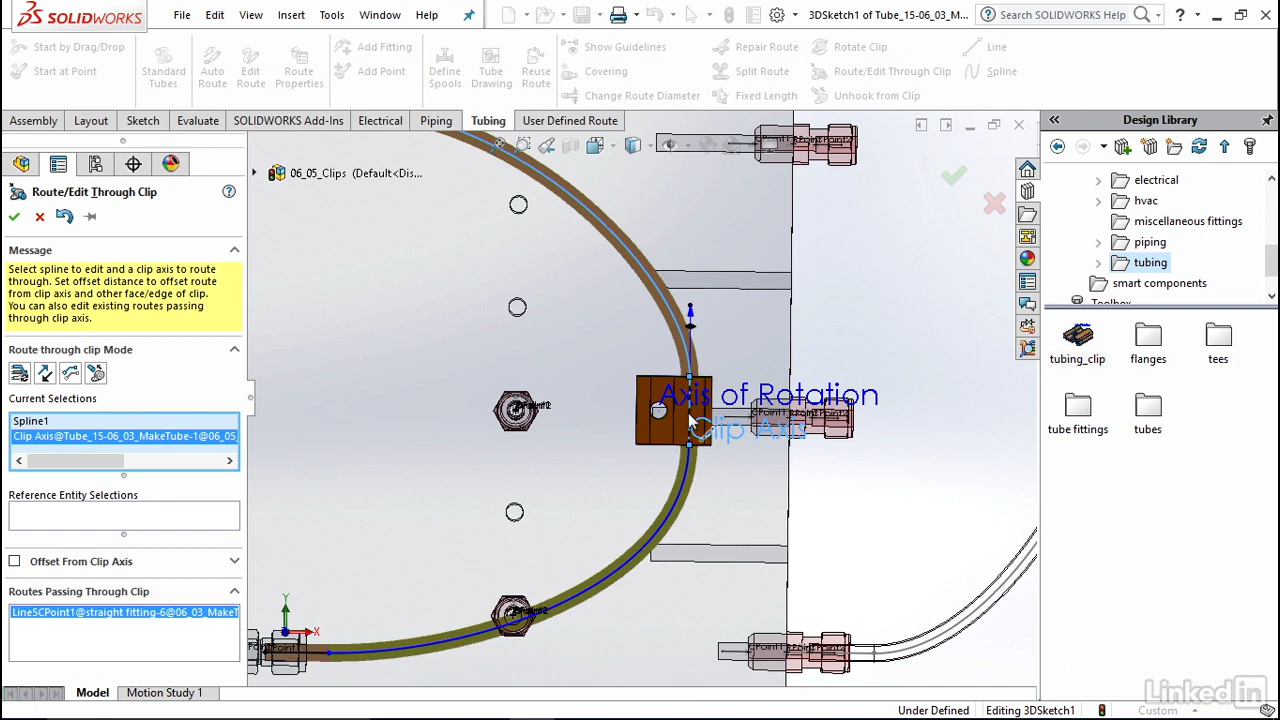 SOLIDWORKS
File Edit View Insert Tools Window Help
3DSketch1 of Tube_15-06_03_M...
Search SOLIDWORKS Help
Start by Drag/Drop
Start at Point
Standard Tubes
Auto Route
Edit Route
Route Properties
Add Fitting
Add Point
Define Spools
Tube Drawing
Reuse Route
Show Guidelines
Covering
Change Route Diameter
Repair Route
Split Route
Fixed Length
Rotate Clip
Route/Edit Through Clip
Unhook from Clip
Line
Spline
Assembly Layout Sketch Evaluate SOLIDWORKS Add-Ins Electrical Piping Tubing User Defined Route
Route/Edit Through Clip
Message
Select spline to edit and a clip axis to route
through. Set offset distance to offset route
from clip axis and other face/edge of clip.
You can also edit existing routes passing
through clip axis.
Route through clip Mode
Current Selections
Spline1
Clip Axis@Tube_15-06_03_MakeTube-1@06_05_
Reference Entity Selections
Offset From Clip Axis
Routes Passing Through Clip
Line5CPoint1@straight fitting-6@06_03_MakeT
06_05_Clips (Default<Dis...
Axis of Rotation
Clip Axis
Y
X
Design Library
electrical
hvac
miscellaneous fittings
piping
tubing
smart components
Toolbox
tubing_clip
flanges
tees
tube fittings
tubes
Model Motion Study 1
Under Defined
Editing 3DSketch1
Custom
LinkedIn